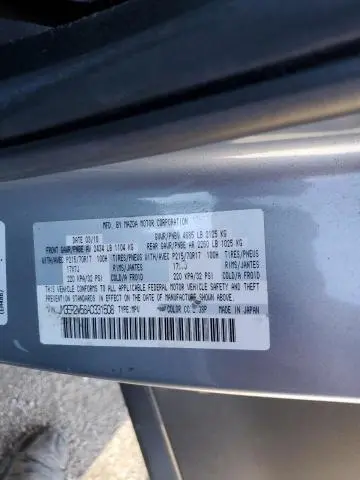 MFD. BY MAZDA MOTOR CORPORATION
DATE 03/10 GVWR/PNBV 4685 LB 2125 KG
FRONT GAWR/PNBE AV 2434 LB 1104 KG REAR GAWR/PNBE AR 2260 LB 1025 KG
WITH/AVEC P215/70R17 100H TIRES/PNEUS WITH/AVEC P215/70R17 100H TIRES/PNEUS
17X7J RIMS/JANTES 17X7J RIMS/JANTES
220 KPA/(32 PSI) COLD/A FROID 220 KPA/(32 PSI) COLD/A FROID
THIS VEHICLE CONFORMS TO ALL APPLICABLE FEDERAL MOTOR VEHICLE SAFETY AND THEFT
PREVENTION STANDARDS IN EFFECT ON THE DATE OF MANUFACTURE SHOWN ABOVE.
TYPE: MPV MADE IN JAPAN